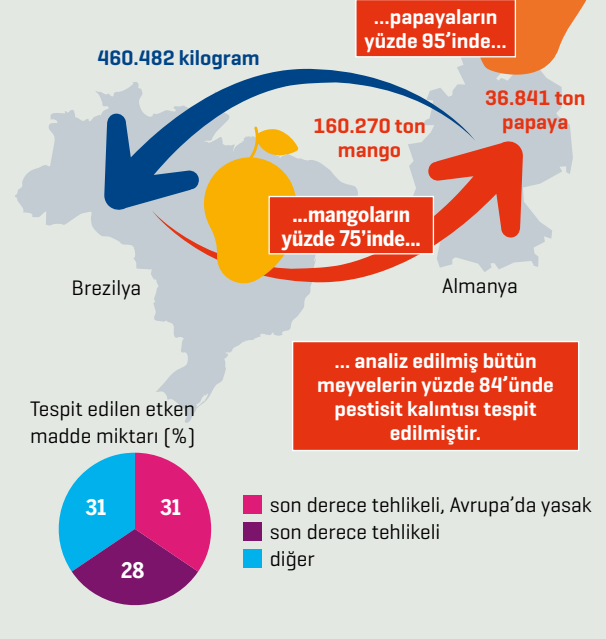 ...papayaların
yüzde 95’inde...
460.482 kilogram
36.841 ton
papaya
160.270 ton
mango
...mangoların
yüzde 75'inde...
Brezilya
Almanya
... analiz edilmiş bütün
meyvelerin yüzde 84’ünde
pestisit kalıntısı tespit
edilmiştir.
Tespit edilen etken
madde miktarı (%)
31
31
28
son derece tehlikeli, Avrupa’da yasak
son derece tehlikeli
diğer